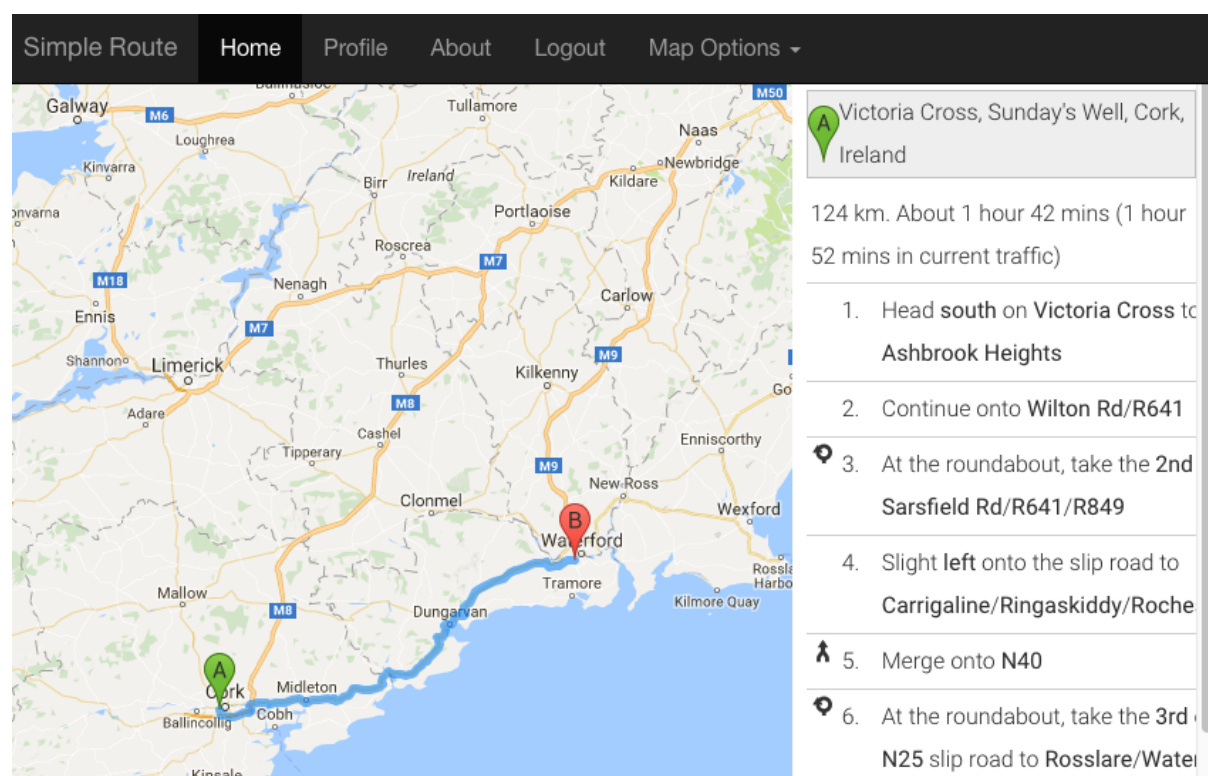 Simple Route Home Profile About Logout Map Options
Galway
M6
Tullamore
M50
Loughrea
Naas
Kinvarra
Birr
Ireland
Newbridge
Kildare
Portlaoise
Roscrea
M7
M18
Nenagh
Carlow
Ennis
M7
Shannon
Limerick
Thurles
Kilkenny
M9
Go
Adare
M8
Cashel
Tipperary
Enniscorthy
M9
New Ross
Clonmel
Wexford
B
Waterford
Tramore
Rossla
Harbo
Kilmore Quay
Mallow
M8
Dungarvan
A
Cork
Midleton
Ballincollig
Cobh
Kinsale
A
Victoria Cross, Sunday's Well, Cork,
Ireland
124 km. About 1 hour 42 mins (1 hour
52 mins in current traffic)
1. Head south on Victoria Cross to
Ashbrook Heights
2. Continue onto Wilton Rd/R641
3. At the roundabout, take the 2nd
Sarsfield Rd/R641/R849
4. Slight left onto the slip road to
Carrigaline/Ringaskiddy/Roche
5. Merge onto N40
6. At the roundabout, take the 3rd
N25 slip road to Rosslare/Water